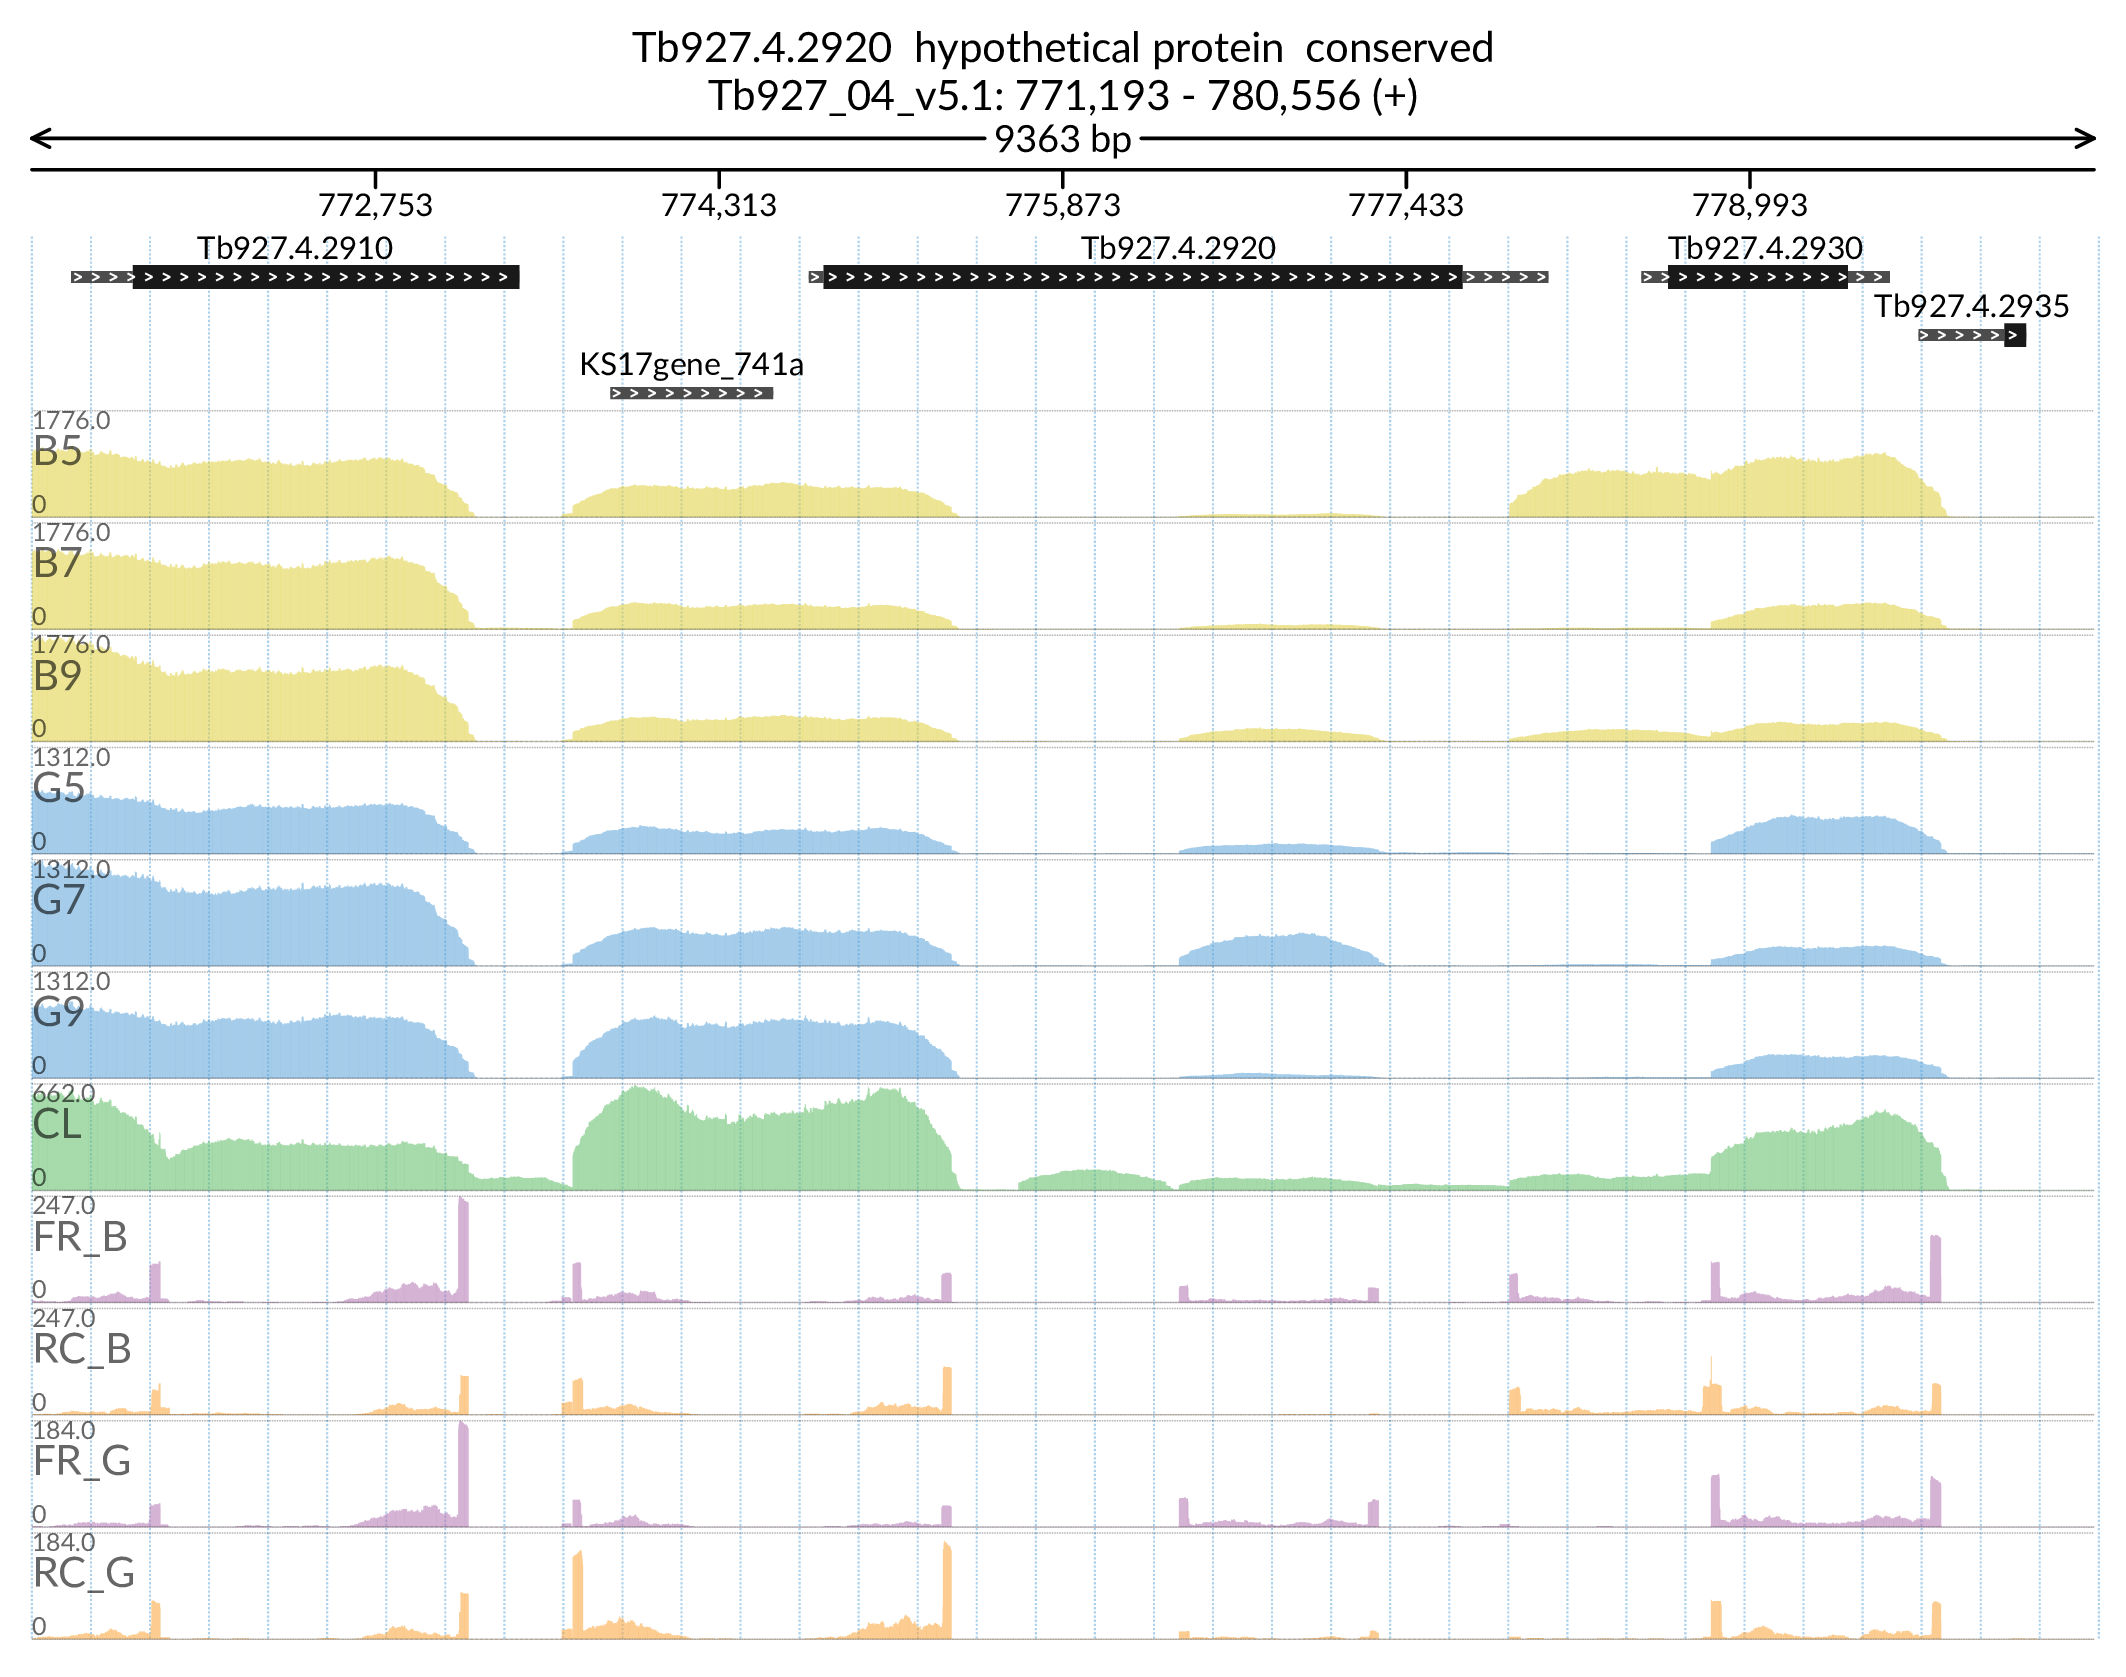 Tb927.4.2920 hypothetical protein conserved
Tb927_04_v5.1: 771,193 - 780,556 (+)
9363 bp
772,753 774,313 775,873 777,433 778,993
Tb927.4.2910 Tb927.4.2920 Tb927.4.2930
Tb927.4.2935
KS17gene_741a
1776.0
B5
0
1776.0
B7
0
1776.0
B9
0
1312.0
G5
0
1312.0
G7
0
1312.0
G9
0
662.0
CL
0
247.0
FR_B
0
247.0
RC_B
0
184.0
FR_G
0
184.0
RC_G
0